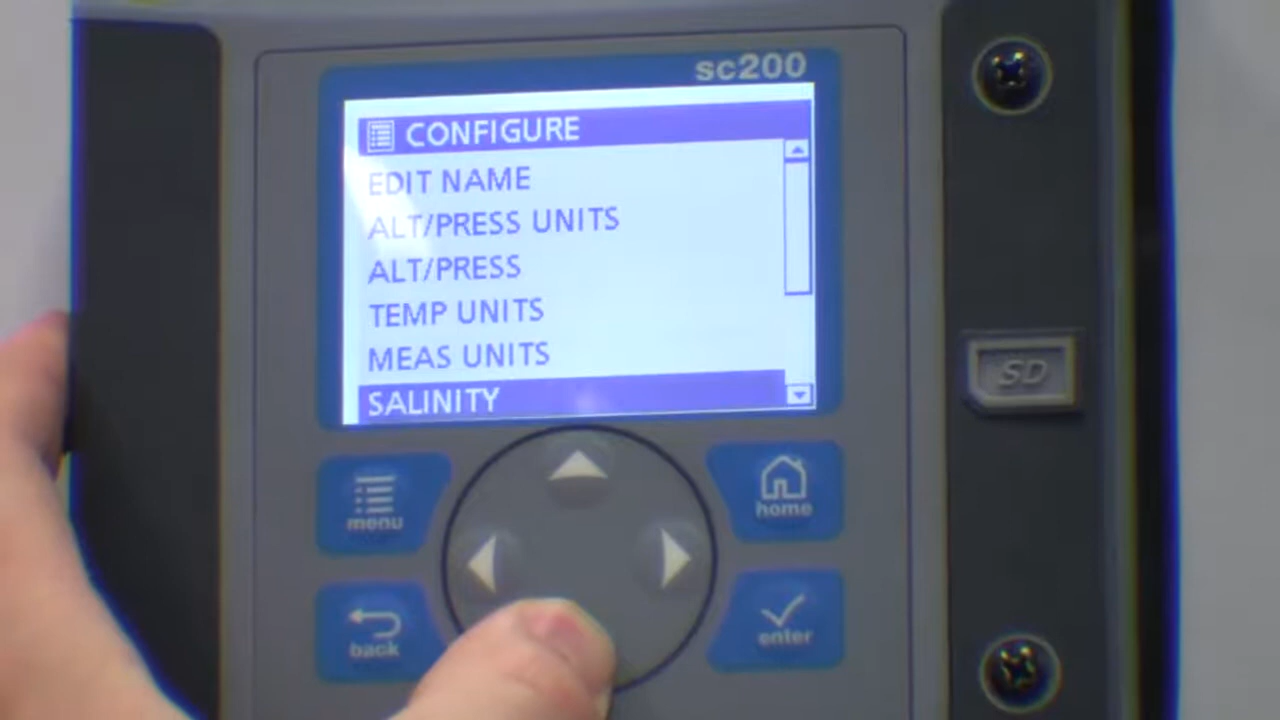 sc200
CONFIGURE
EDIT NAME
ALT/PRESS UNITS
ALT/PRESS
TEMP UNITS
MEAS UNITS
SALINITY
menu
home
back
enter
SD